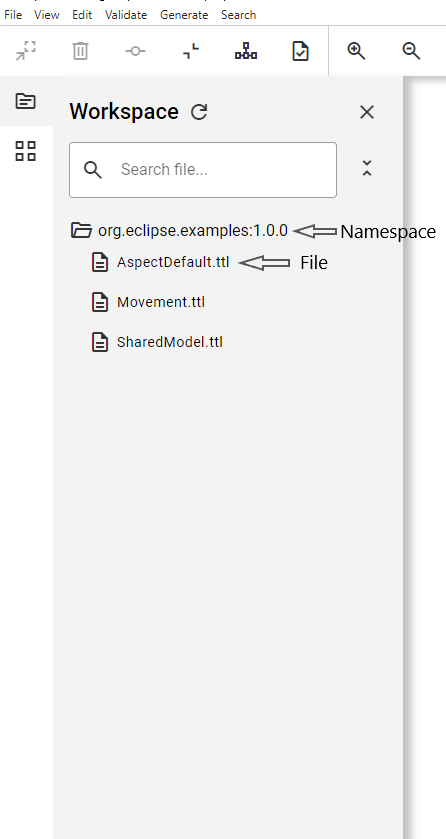 File View Edit Validate Generate Search
Workspace
Search file...
org.eclipse.examples:1.0.0 Namespace
AspectDefault.ttl File
Movement.ttl
SharedModel.ttl